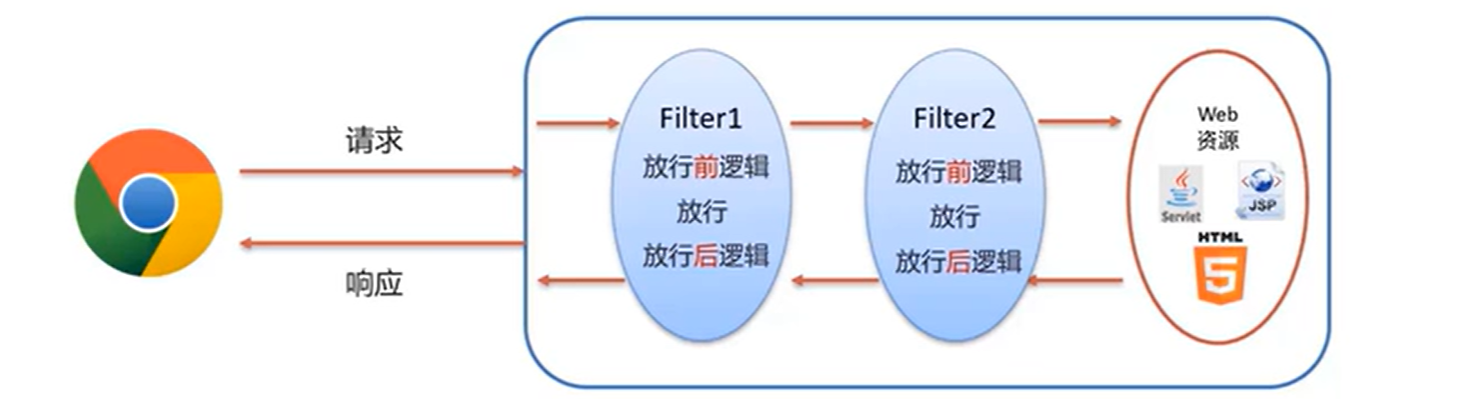 请求
响应
Filter1
放行前逻辑
放行
放行后逻辑
Filter2
放行前逻辑
放行
放行后逻辑
Web
资源
Servlet
JSP
HTML
5